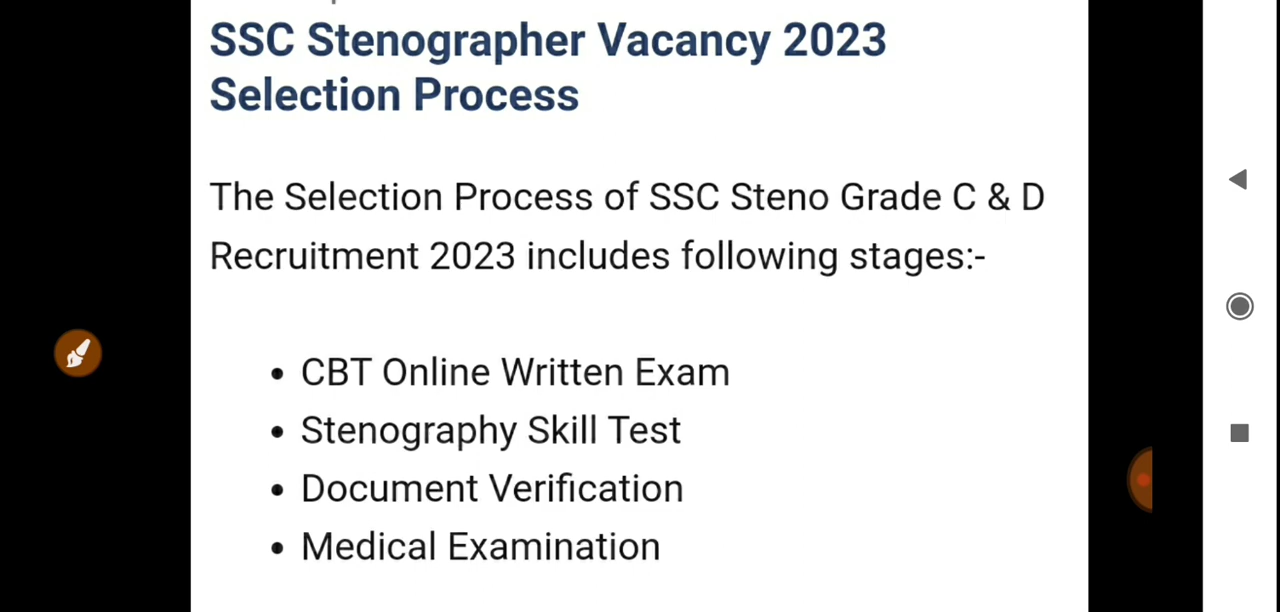 SSC Stenographer Vacancy 2023
Selection Process
The Selection Process of SSC Steno Grade C & D
Recruitment 2023 includes following stages:-
• CBT Online Written Exam
• Stenography Skill Test
• Document Verification
• Medical Examination